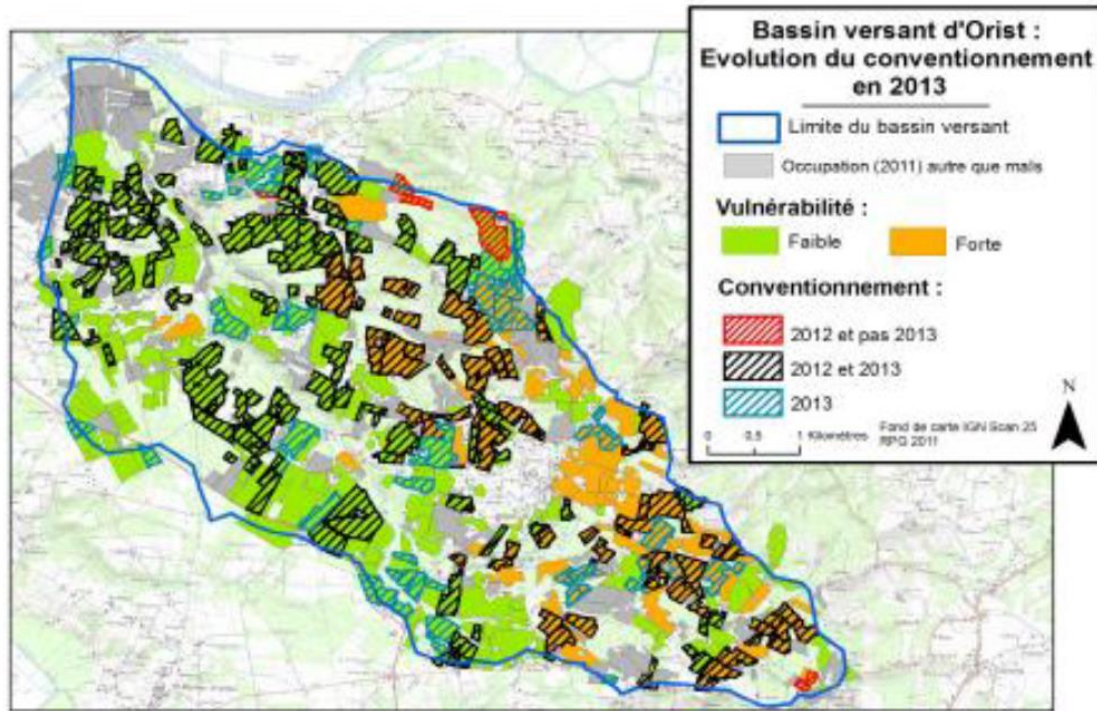 Bassin versant d'Orist :
Evolution du conventionnement
en 2013
Limite du bassin versant
Occupation (2011) autre que maïs
Vulnérabilité :
Faible
Forte
Conventionnement :
2012 et pas 2013
2012 et 2013
2013
N
0 0,5 1 Kilomètres
Fond de carte IGN Scan 25
RPG 2011